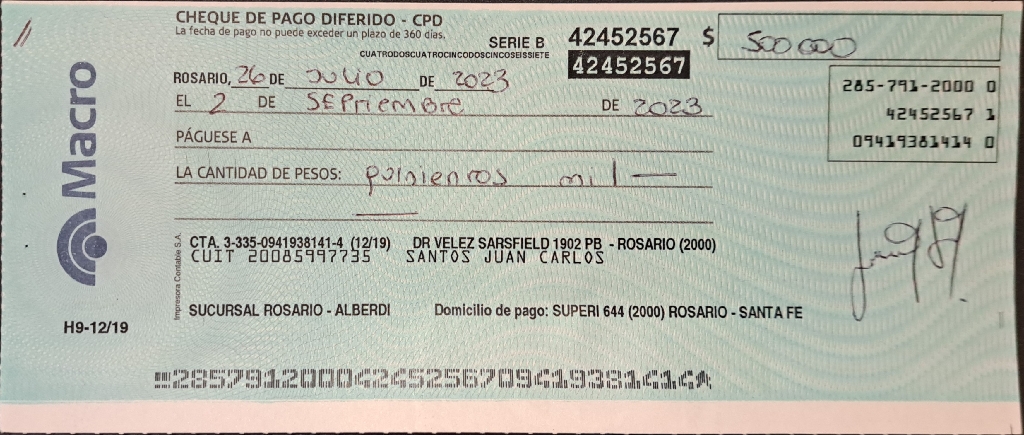 CHEQUE DE PAGO DIFERIDO - CPD
La fecha de pago no puede exceder un plazo de 360 días.
SERIE B 42452567 $ 500 000
CUATRODOSCUATROCINCODOSCINCOSEISSIETE
42452567
ROSARIO, 26 DE JULIO DE 2023
EL 2 DE SEPTIEMBRE DE 2023
285-791-2000 0
42452567 1
09419381414 0
PÁGUESE A
LA CANTIDAD DE PESOS: quinientos mil —
Macro
CTA. 3-335-0941938141-4 (12/19) DR VELEZ SARSFIELD 1902 PB - ROSARIO (2000)
CUIT 20085997735 SANTOS JUAN CARLOS
Impresora Contable S.A.
SUCURSAL ROSARIO - ALBERDI Domicilio de pago: SUPERI 644 (2000) ROSARIO - SANTA FE
H9-12/19
285791200042452567094193814144